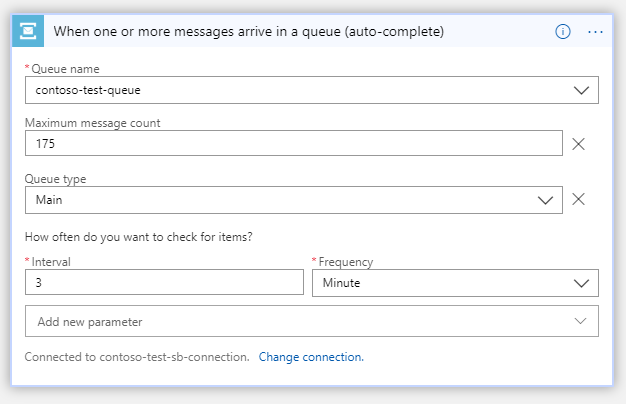 When one or more messages arrive in a queue (auto-complete)
* Queue name
contoso-test-queue
Maximum message count
175
Queue type
Main
How often do you want to check for items?
* Interval
* Frequency
3
Minute
Add new parameter
Connected to contoso-test-sb-connection. Change connection.